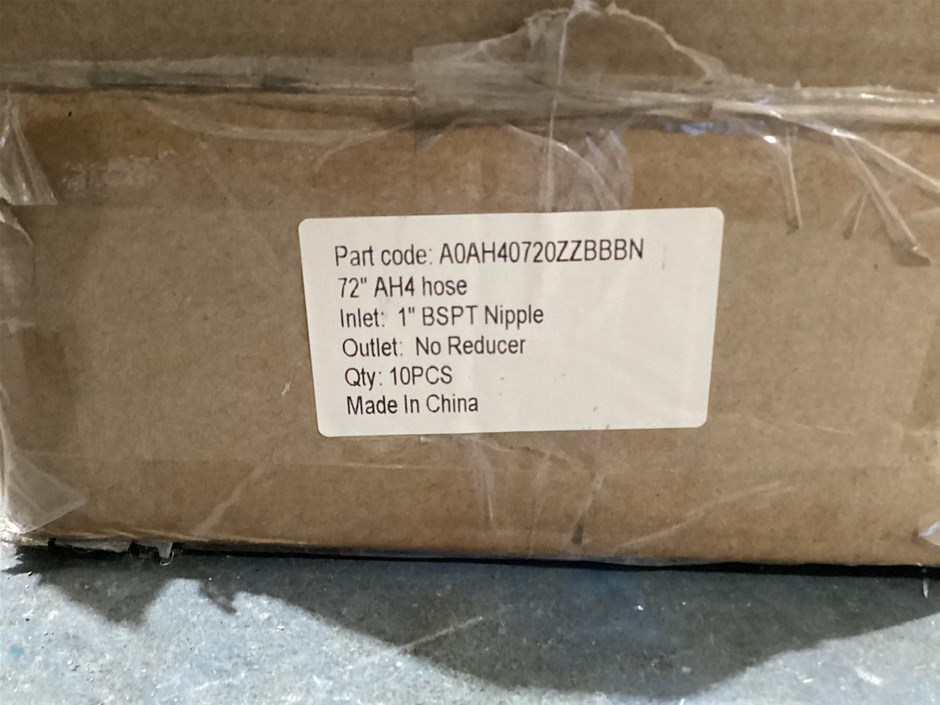 Part code: A0AH40720ZZBBBN
72" AH4 hose
Inlet: 1" BSPT Nipple
Outlet: No Reducer
Qty: 10PCS
Made In China